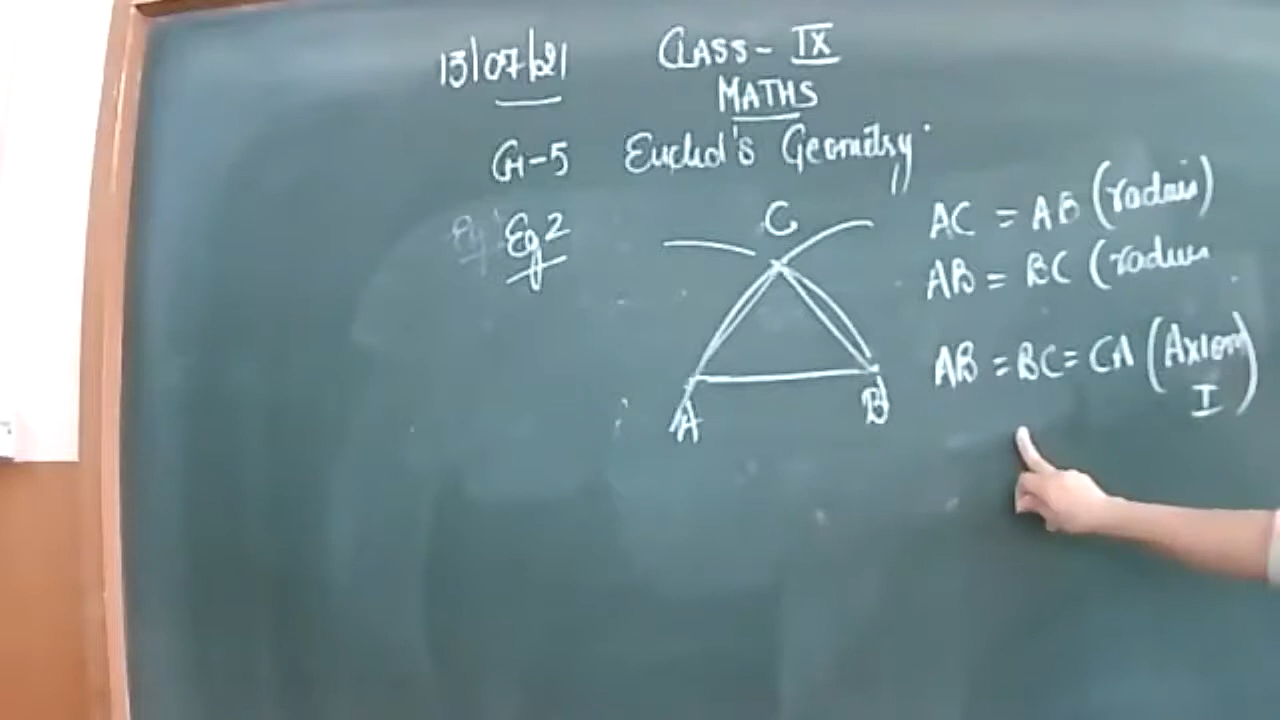 13/07/21 CLASS - IX
MATHS
CH-5 Euclid's Geometry
Eg 2
C
A B
AC = AB (radius)
AB = BC (radius
AB = BC = CA (Axiom
I)